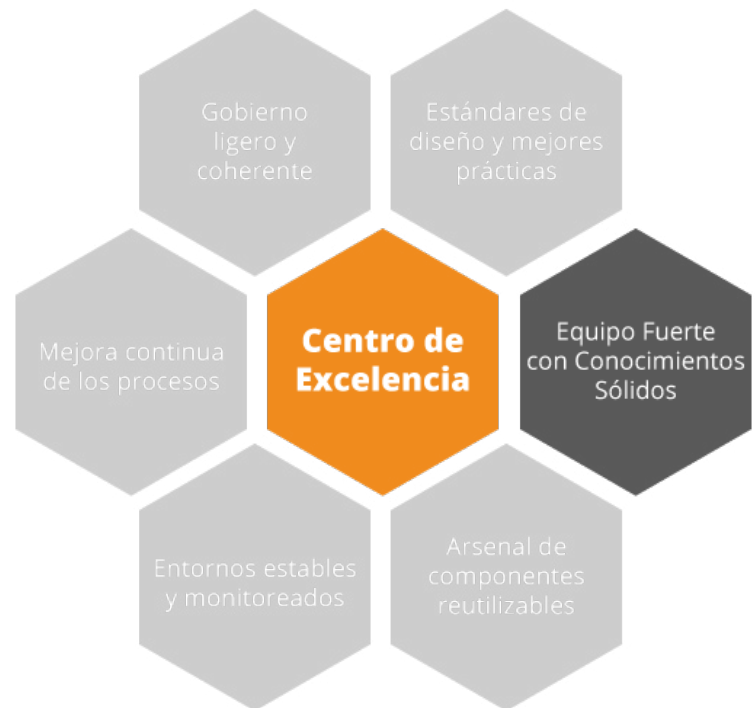 Gobierno
ligero y
coherente
Estándares de
diseño y mejores
prácticas
Mejora continua
de los procesos
Centro de
Excelencia
Equipo Fuerte
con Conocimientos
Sólidos
Entornos estables
y monitoreados
Arsenal de
componentes
reutilizables